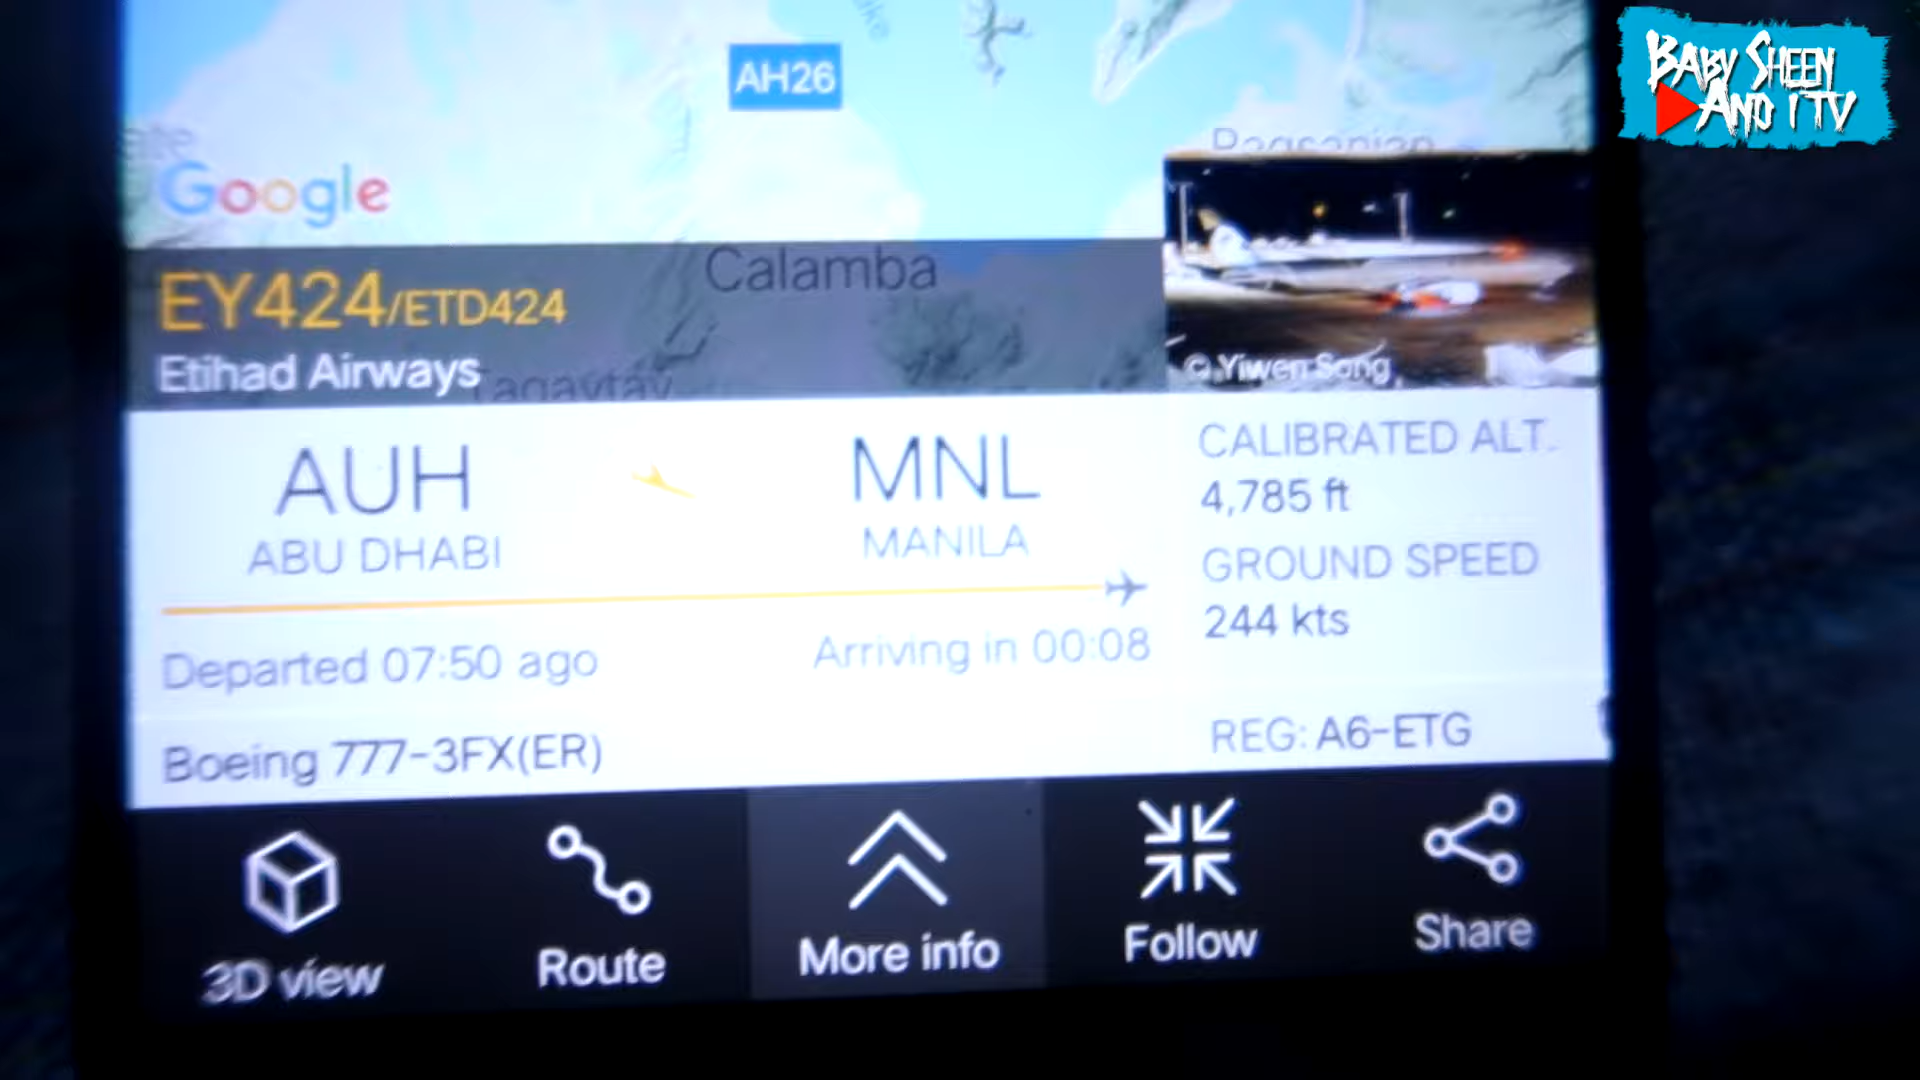 BABY SHEEN
AND I TV
AH26
Pagsanjan
Google
Calamba
EY424/ETD424
Etihad Airways
Tagaytay
© Yiwen Song
AUH
MNL
ABU DHABI
MANILA
CALIBRATED ALT.
4,785 ft
GROUND SPEED
244 kts
Departed 07:50 ago
Arriving in 00:08
Boeing 777-3FX(ER)
REG: A6-ETG
3D view
Route
More info
Follow
Share